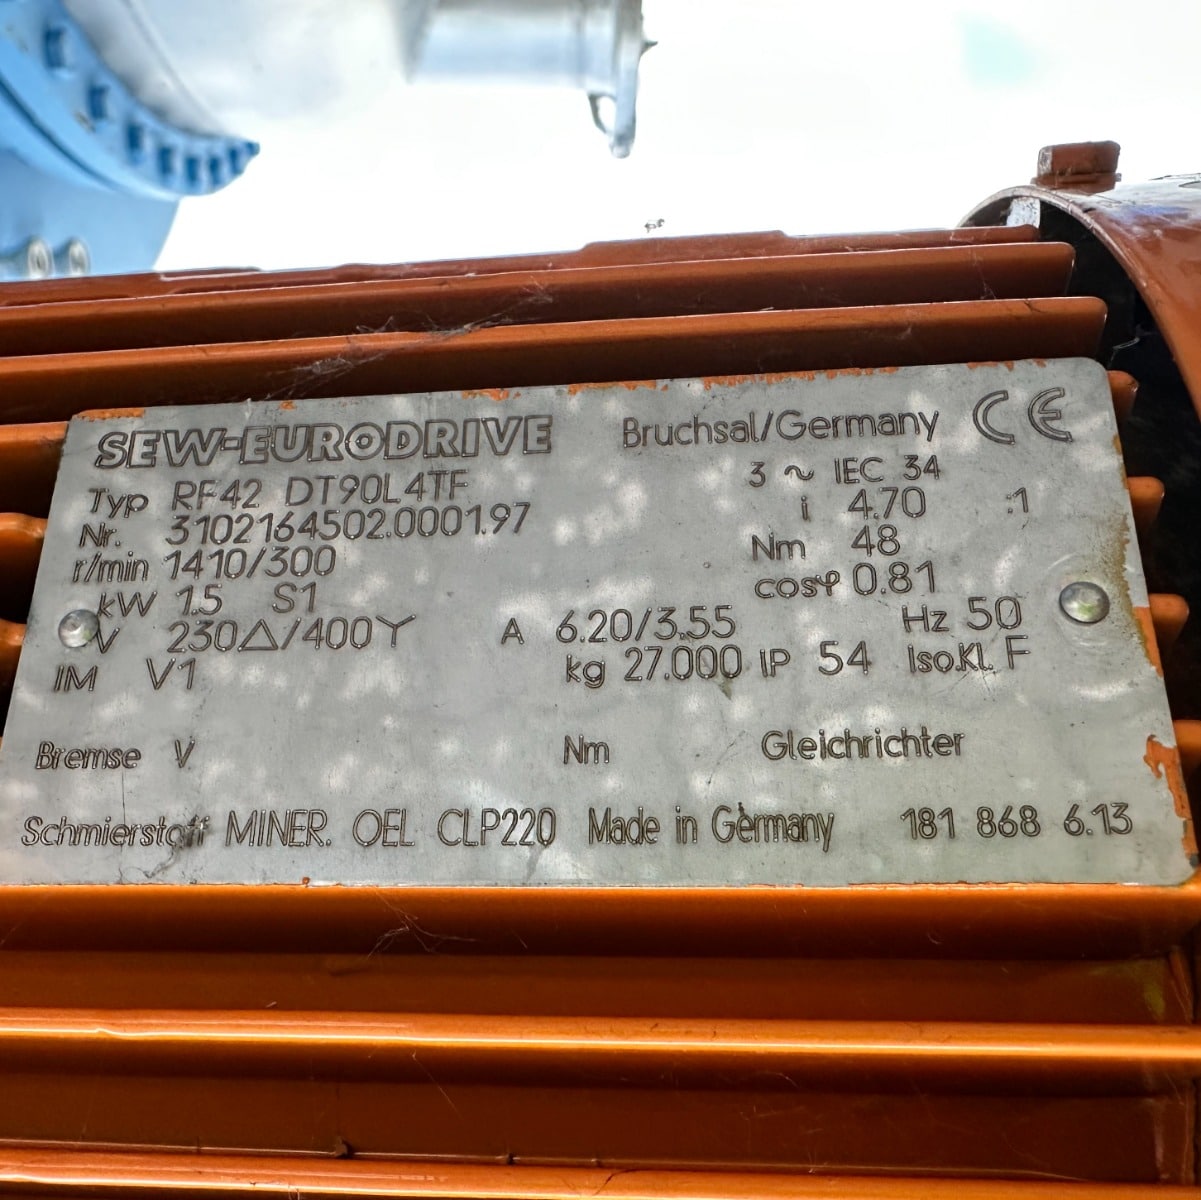 SEW-EURODRIVE Bruchsal/Germany CE
Typ RF42 DT90L4TF 3 ~ IEC 34
Nr. 3102164502.0001.97 i 4.70 :1
r/min 1410/300 Nm 48
kW 1.5 S1 cosφ 0.81
V 230△/400Y A 6.20/3.55 Hz 50
IM V1 kg 27.000 IP 54 Iso.Kl. F
Bremse V Nm Gleichrichter
Schmierstoff MINER. OEL CLP220 Made in Germany 181 868 6.13